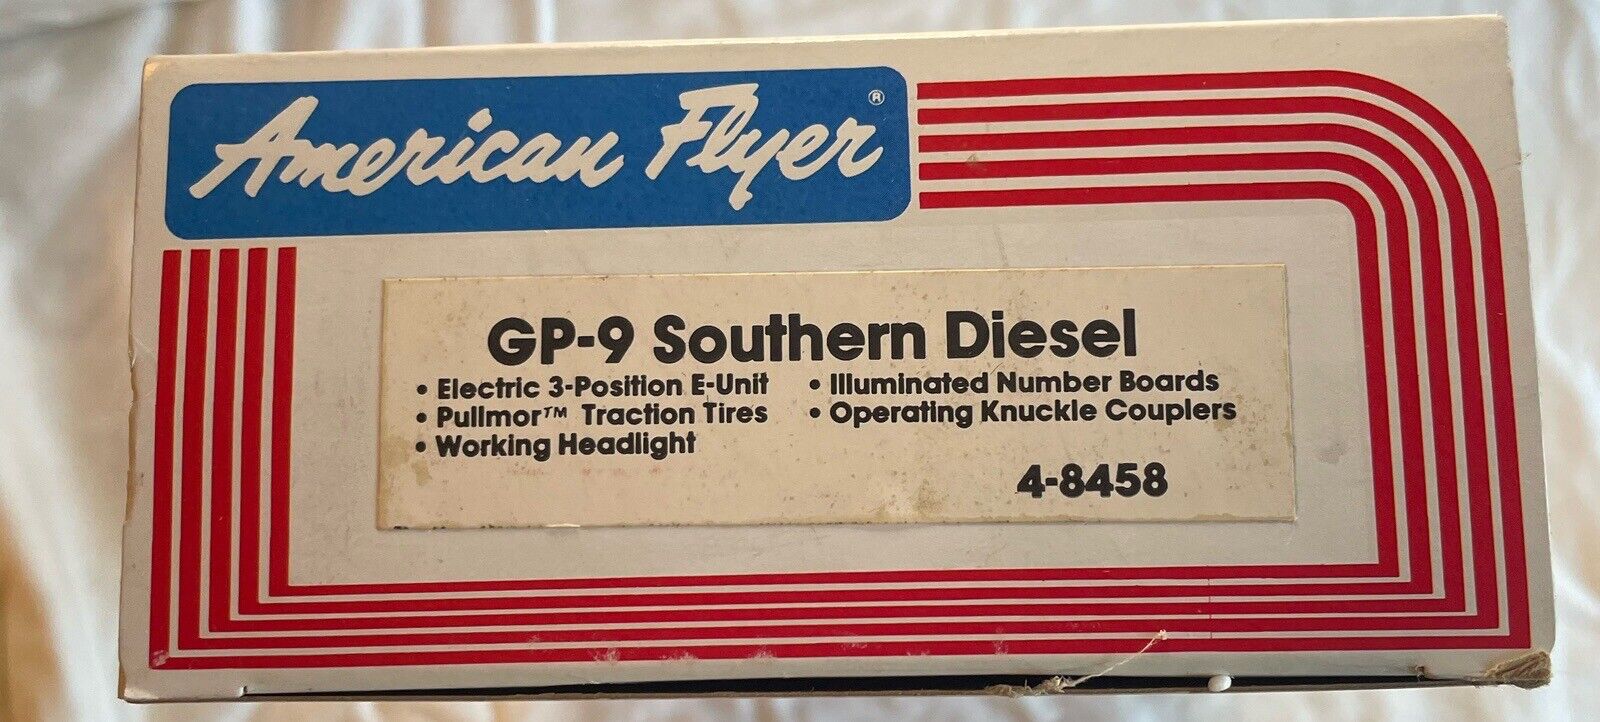 American Flyer®
GP-9 Southern Diesel
• Electric 3-Position E-Unit
• Pullmor™ Traction Tires
• Working Headlight
• Illuminated Number Boards
• Operating Knuckle Couplers
4-8458